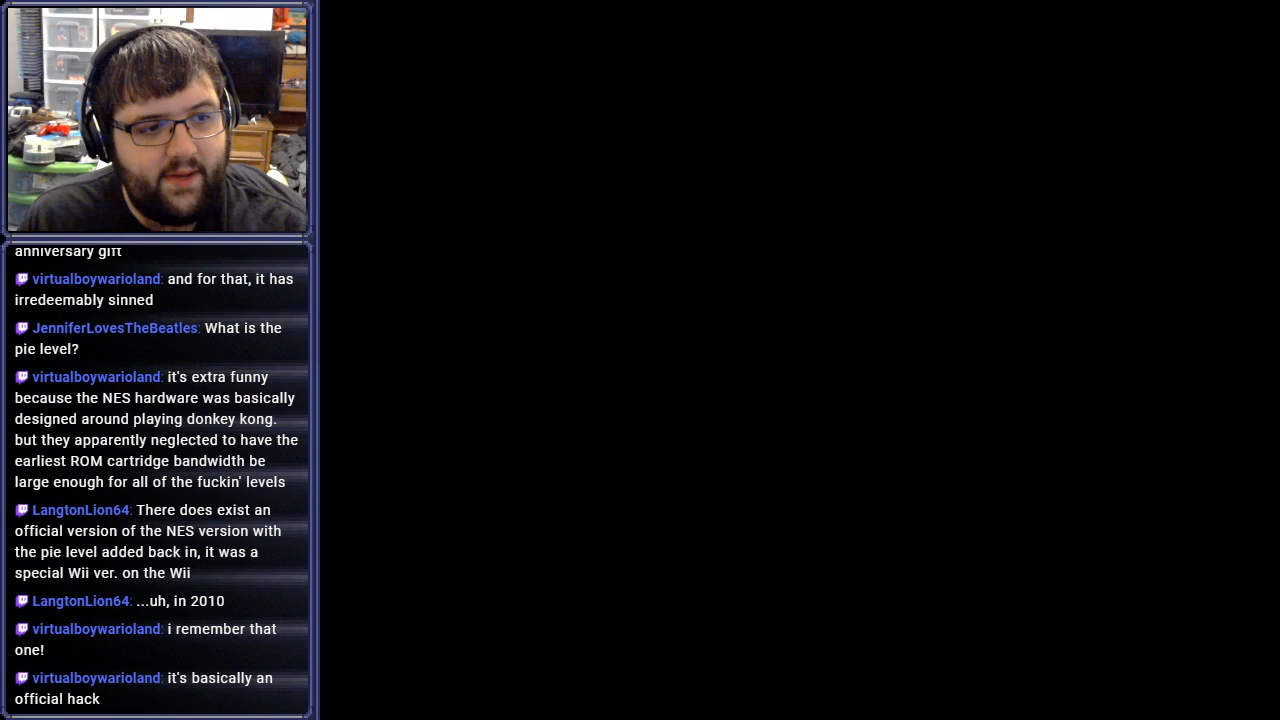 anniversary gift
virtualboywarioland: and for that, it has
irredeemably sinned
JenniferLovesTheBeatles: What is the
pie level?
virtualboywarioland: it's extra funny
because the NES hardware was basically
designed around playing donkey kong.
but they apparently neglected to have the
earliest ROM cartridge bandwidth be
large enough for all of the fuckin' levels
LangtonLion64: There does exist an
official version of the NES version with
the pie level added back in, it was a
special Wii ver. on the Wii
LangtonLion64: ...uh, in 2010
virtualboywarioland: i remember that
one!
virtualboywarioland: it's basically an
official hack